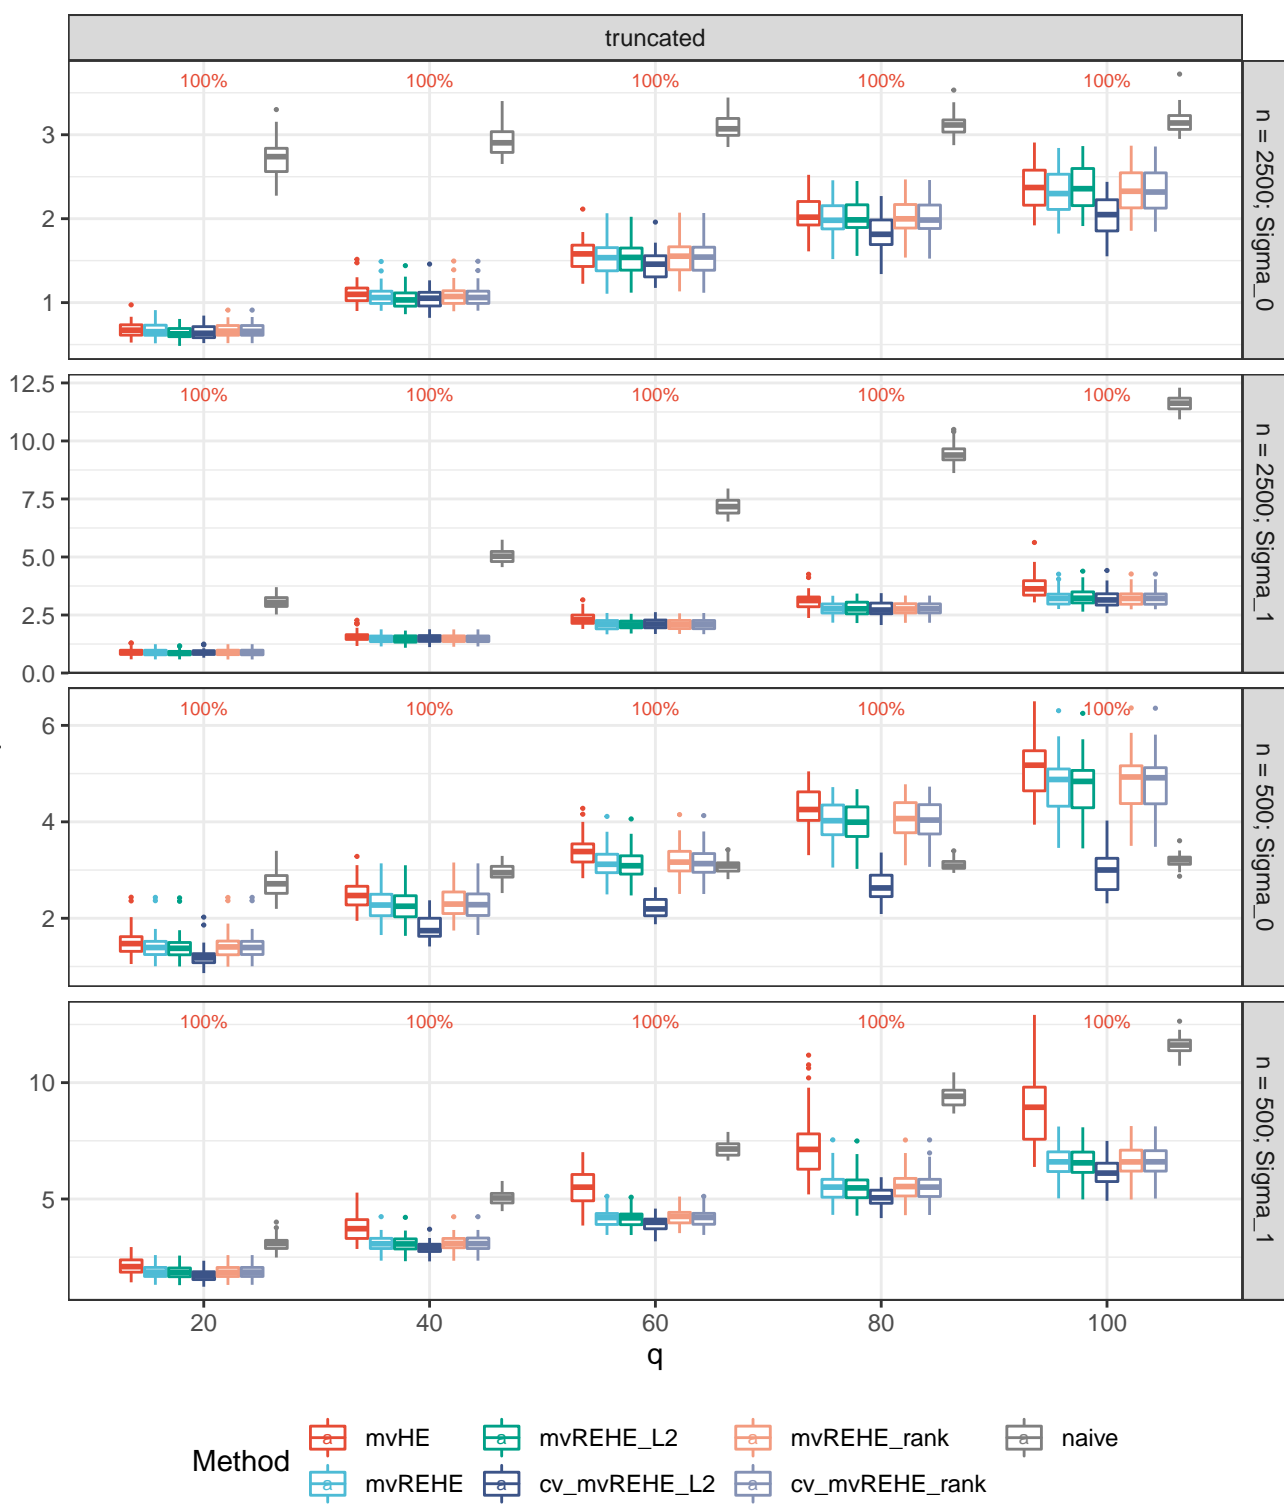 truncated
100% 100% 100% 100% 100%
3
2
1
n = 2500; Sigma_0
100% 100% 100% 100% 100%
12.5
10.0
7.5
5.0
2.5
0.0
n = 2500; Sigma_1
100% 100% 100% 100% 100%
6
4
2
n = 500; Sigma_0
100% 100% 100% 100% 100%
10
5
n = 500; Sigma_1
20 40 60 80 100
q
Method
a mvHE a mvREHE_L2 a mvREHE_rank a naive
a mvREHE a cv_mvREHE_L2 a cv_mvREHE_rank